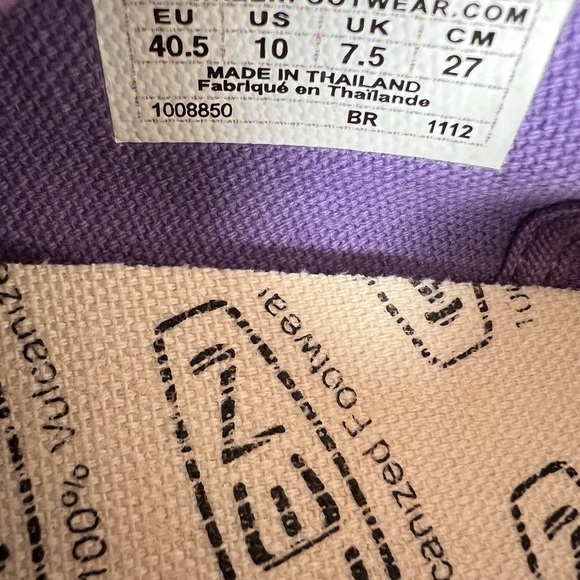 FOOTWEAR.COM
EU US UK CM
40.5 10 7.5 27
MADE IN THAILAND
Fabriqué en Thaïlande
1008850 BR 1112
100% Vulcanized
Vulcanized Footwear